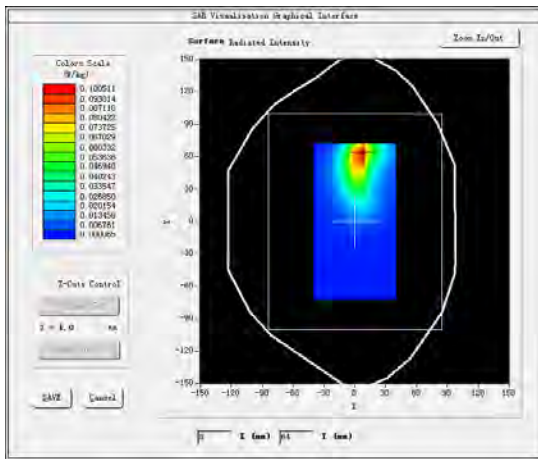 SAR Visualisation Graphical Interface
Surface Radiated Intensity
Zoom In/Out
Colors Scale
(W/kg)
0.100511
0.093814
0.087118
0.080422
0.073725
0.067029
0.060332
0.053636
0.046940
0.040243
0.033547
0.026850
0.020154
0.013458
0.006761
0.000065
150
120
90
60
30
0
-30
-60
-90
-120
-150
Y
-150 -120 -90 -60 -30 0 30 60 90 120 150
X
Z-Cuts Control
Z = 4.0 mm
SAVE Cancel
X (mm) 64 Y (mm)